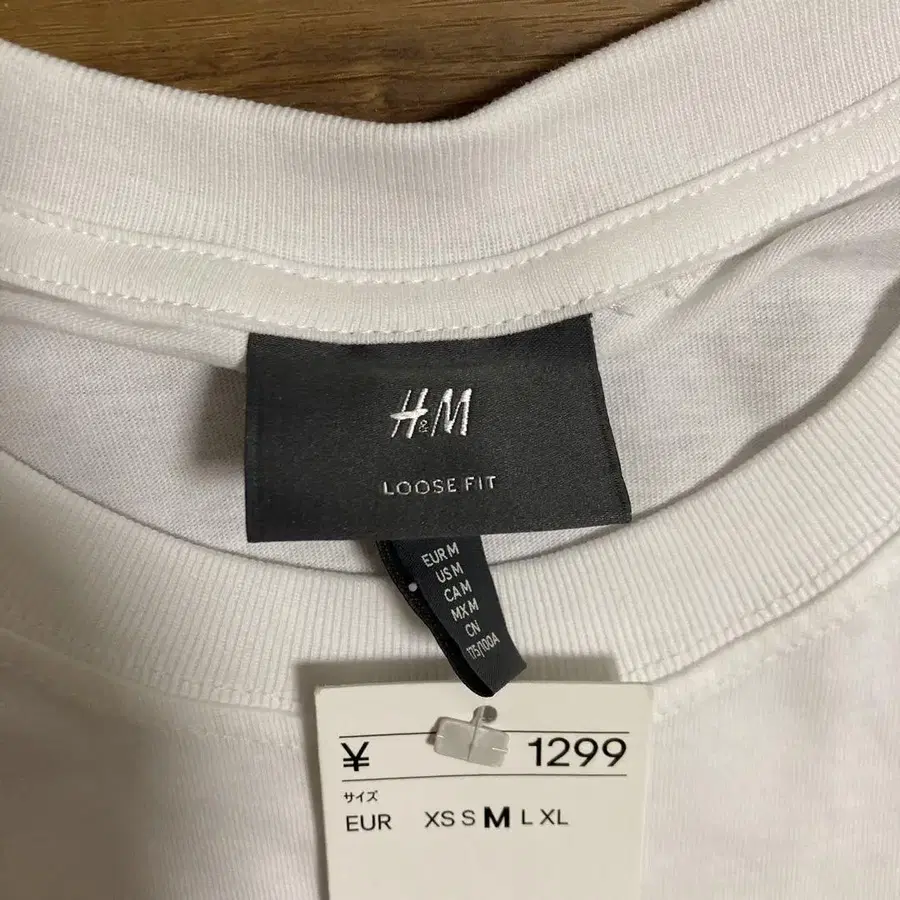 H&M
LOOSE FIT
EUR M
US M
CA M
MX M
CN
175/100A
¥ 1299
サイズ
EUR XS S M L XL